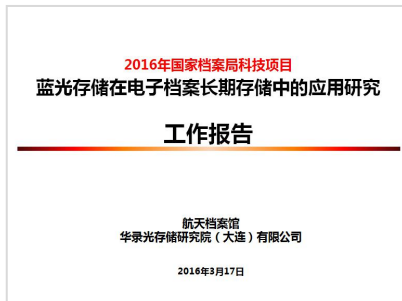 2016年国家档案局科技项目
蓝光存储在电子档案长期存储中的应用研究
工作报告
航天档案馆
华录光存储研究院（大连）有限公司
2016年3月17日